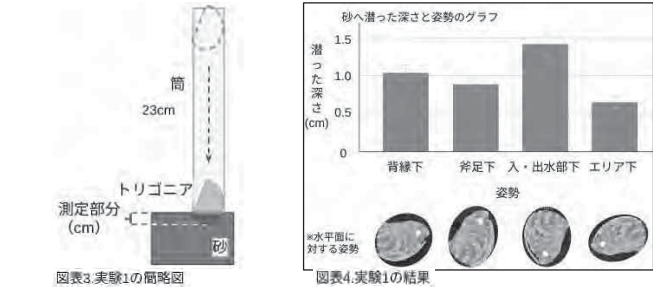 筒
23cm
トリゴニア
測定部分
（cm）
砂
図表3.実験1の簡略図
砂へ潜った深さと姿勢のグラフ
潜った深さ
(cm)
1.5
1.0
0.5
0
背縁下 斧足下 入・出水部下 エリア下
姿勢
※水平面に
対する姿勢
図表4.実験1の結果